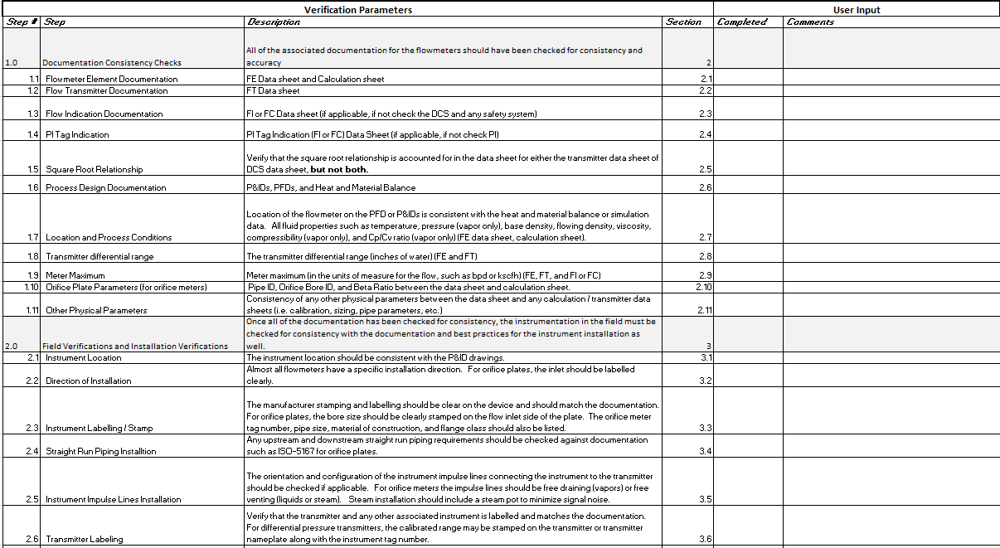 Verification Parameters User Input
Step # Step Description Section Completed Comments
All of the associated documentation for the flowmeters should have been checked for consistency and
1.0 Documentation Consistency Checks accuracy 2
1.1 Flowmeter Element Documentation FE Data sheet and Calculation sheet 2.1
1.2 Flow Transmitter Documentation FT Data sheet 2.2
1.3 Flow Indication Documentation FI or FC Data sheet (if applicable, if not check the DCS and any safety system) 2.3
1.4 PI Tag Indication PI Tag Indication (FI or FC) Data Sheet (if applicable, if not check PI) 2.4
Verify that the square root relationship is accounted for in the data sheet for either the transmitter data sheet of
1.5 Square Root Relationship DCS data sheet, but not both. 2.5
1.6 Process Design Documentation P&IDs, PFDs, and Heat and Material Balance 2.6
Location of the flowmeter on the PFD or P&IDs is consistent with the heat and material balance or simulation
data. All fluid properties such as temperature, pressure (vapor only), base density, flowing density, viscosity,
1.7 Location and Process Conditions compressibility (vapor only), and Cp/Cv ratio (vapor only) (FE data sheet, calculation sheet). 2.7
1.8 Transmitter differential range The transmitter differential range (inches of water) (FE and FT) 2.8
1.9 Meter Maximum Meter maximum (in the units of measure for the flow, such as bpd or kscfh) (FE, FT, and FI or FC) 2.9
1.10 Orifice Plate Parameters (for orifice meters) Pipe ID, Orifice Bore ID, and Beta Ratio between the data sheet and calculation sheet. 2.10
Consistency of any other physical parameters between the data sheet and any calculation / transmitter data
1.11 Other Physical Parameters sheets (i.e. calibration, sizing, pipe parameters, etc.) 2.11
Once all of the documentation has been checked for consistency, the instrumentation in the field must be
checked for consistency with the documentation and best practices for the instrument installation as
2.0 Field Verifications and Installation Verifications well. 3
2.1 Instrument Location The instrument location should be consistent with the P&ID drawings. 3.1
Almost all flowmeters have a specific installation direction. For orifice plates, the inlet should be labelled
2.2 Direction of Installation clearly. 3.2
The manufacturer stamping and labelling should be clear on the device and should match the documentation.
For orifice plates, the bore size should be clearly stamped on the flow inlet side of the plate. The orifice meter
2.3 Instrument Labelling / Stamp tag number, pipe size, material of construction, and flange class should also be listed. 3.3
Any upstream and downstream straight run piping requirements should be checked against documentation
2.4 Straight Run Piping Installtion such as ISO-5167 for orifice plates. 3.4
The orientation and configuration of the instrument impulse lines connecting the instrument to the transmitter
should be checked if applicable. For orifice meters the impulse lines should be free draining (vapors) or free
2.5 Instrument Impulse Lines Installation venting (liquids or steam). Steam installation should include a steam pot to minimize signal noise. 3.5
Verify that the transmitter and any other associated instrument is labelled and matches the documentation.
For differential pressure transmitters, the calibrated range may be stamped on the transmitter or transmitter
2.6 Transmitter Labeling nameplate along with the instrument tag number. 3.6